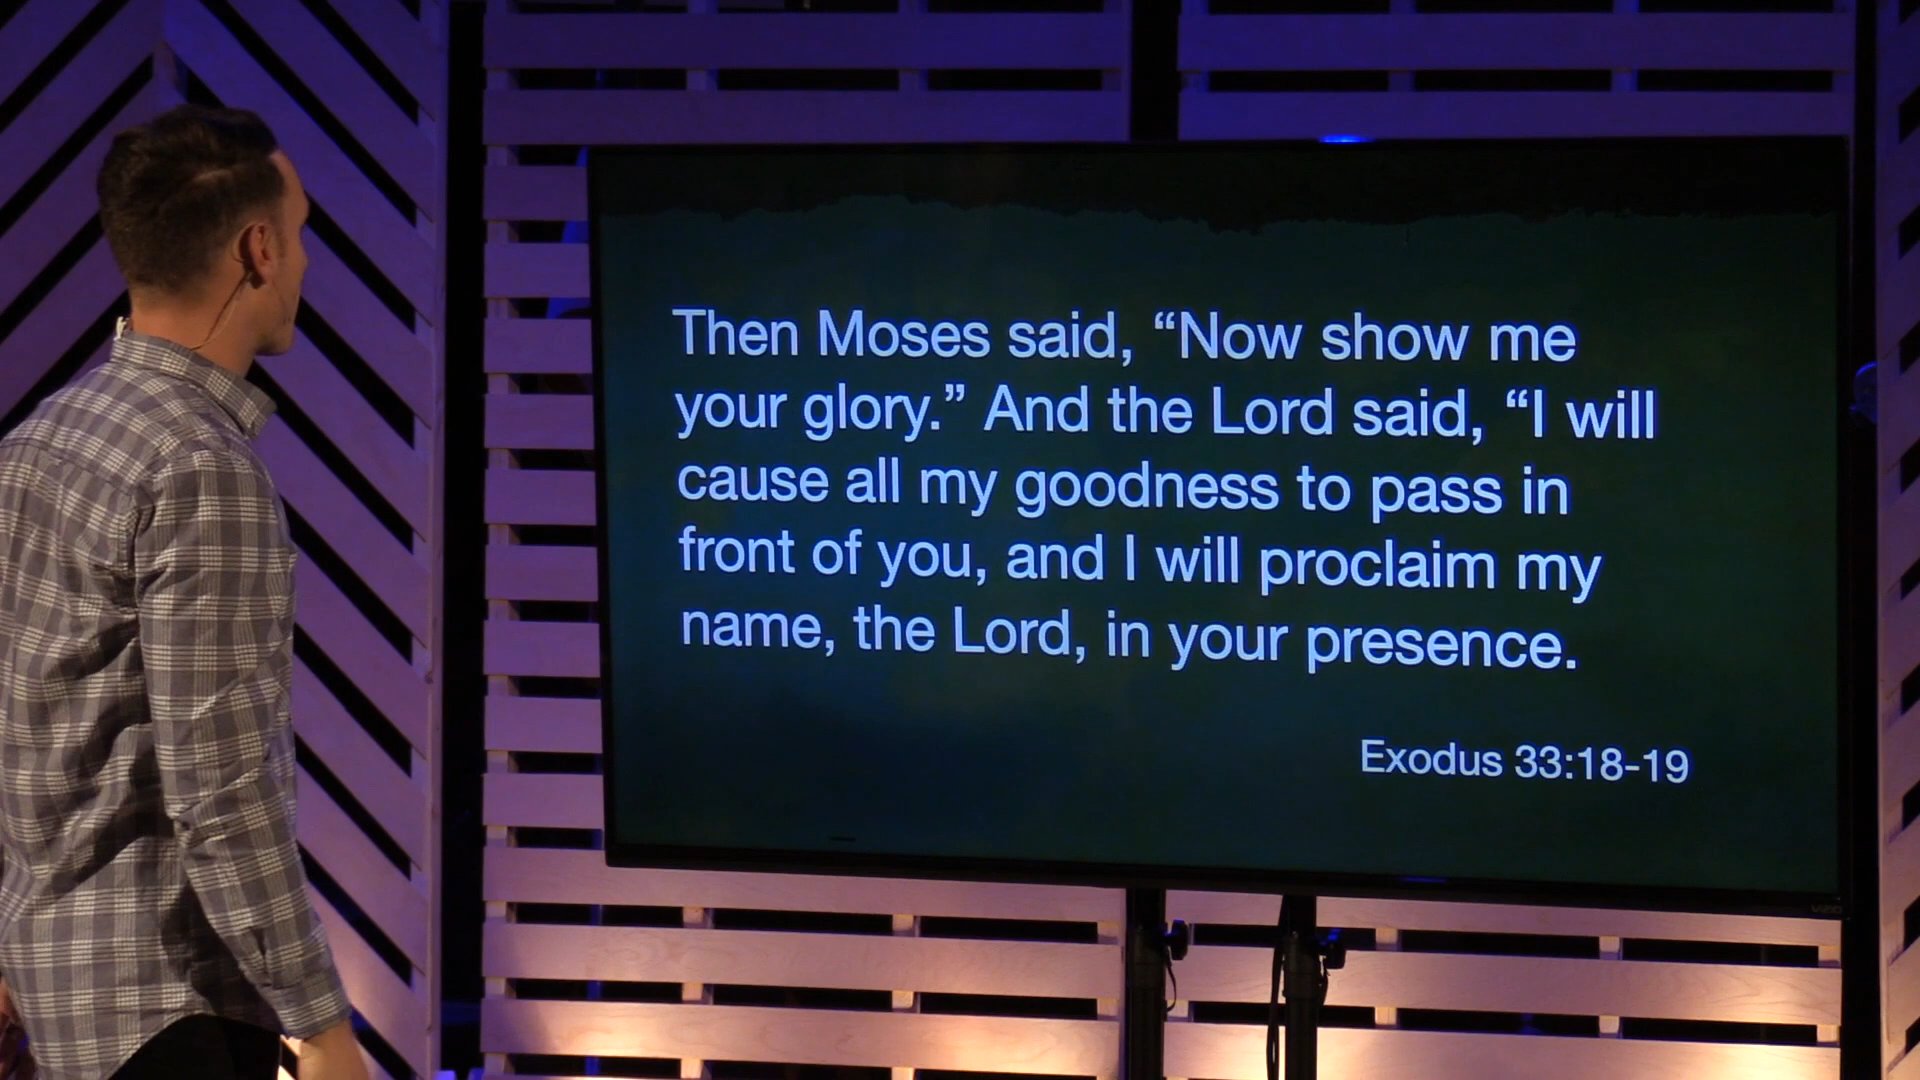 Then Moses said, “Now show me
your glory.” And the Lord said, “I will
cause all my goodness to pass in
front of you, and I will proclaim my
name, the Lord, in your presence.
Exodus 33:18-19
VIZIO